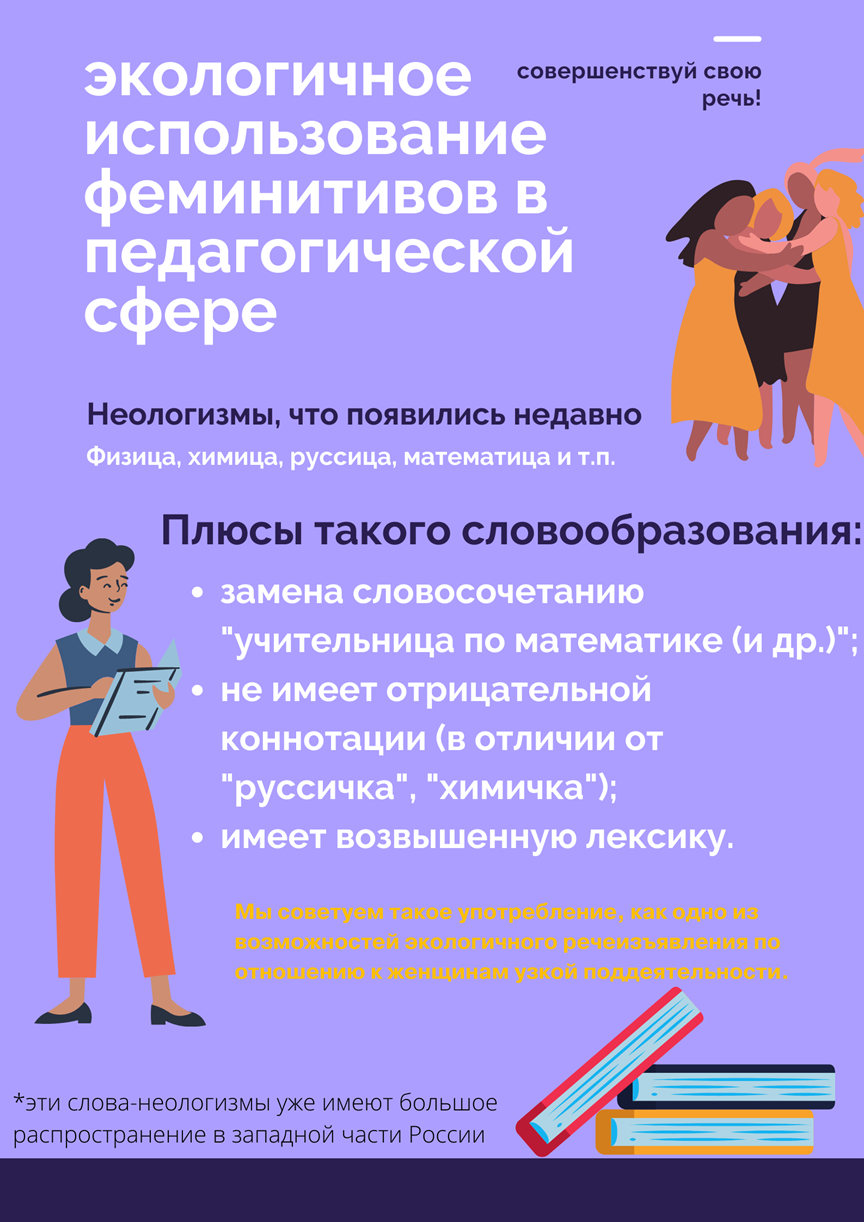 экологичное
использование
феминитивов в
педагогической
сфере
совершенствуй свою
речь!
Неологизмы, что появились недавно
Физица, химица, руссица, математица и т.п.
Плюсы такого словообразования:
• замена словосочетанию
"учительница по математике (и др.)";
• не имеет отрицательной
коннотации (в отличии от
"руссичка", "химичка");
• имеет возвышенную лексику.
Мы советуем такое употребление, как одно из
возможностей экологичного речеизъявления по
отношению к женщинам узкой поддеятельности.
*эти слова-неологизмы уже имеют большое
распространение в западной части России